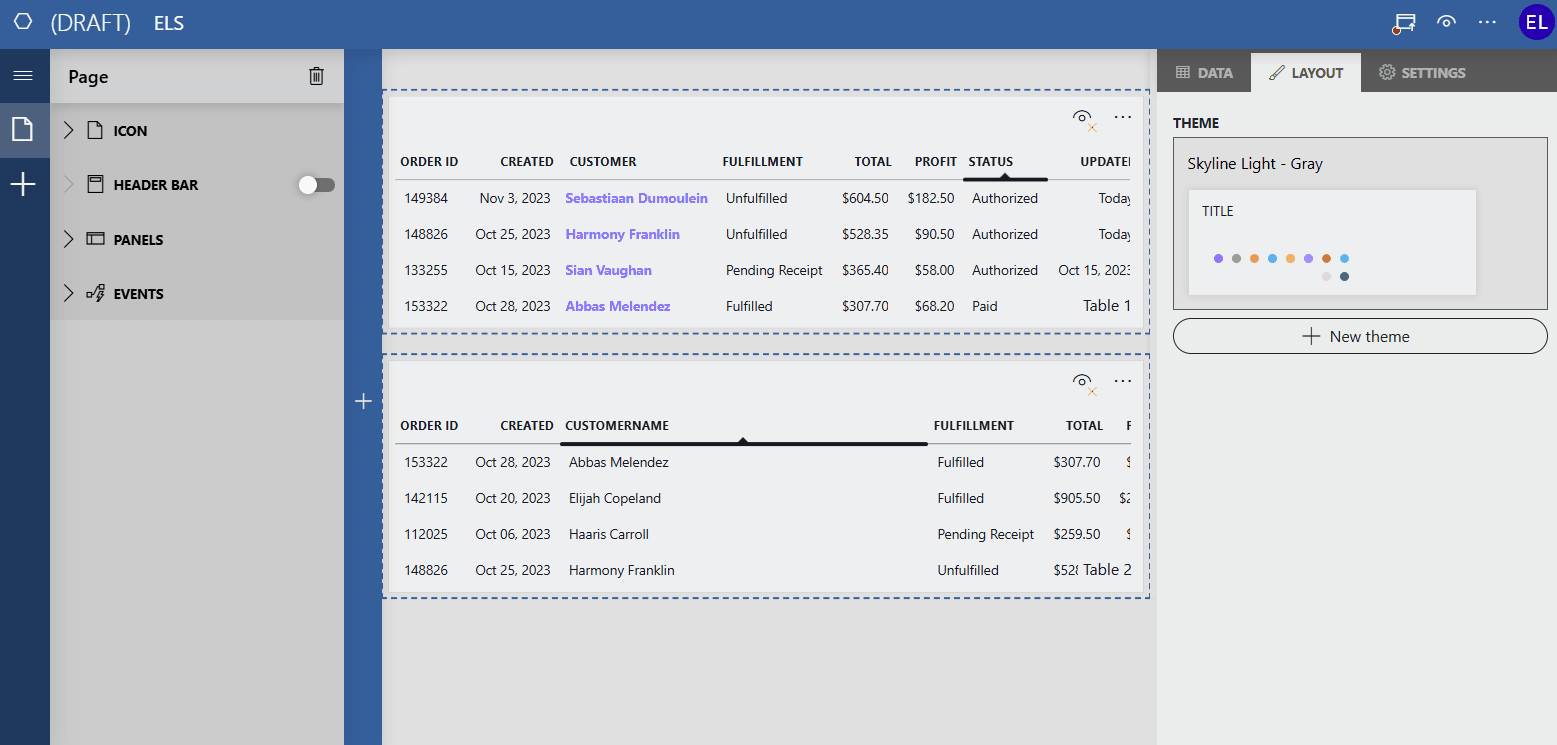 (DRAFT) ELS EL
Page
ICON
HEADER BAR
PANELS
EVENTS
ORDER ID CREATED CUSTOMER FULFILLMENT TOTAL PROFIT STATUS
149384 Nov 3, 2023 Sebastiaan Dumoulein Unfulfilled $604.50 $182.50 Authorized Today
148826 Oct 25, 2023 Harmony Franklin Unfulfilled $528.35 $90.50 Authorized Today
133255 Oct 15, 2023 Sian Vaughan Pending Receipt $365.40 $58.00 Authorized Oct 15, 2023
153322 Oct 28, 2023 Abbas Melendez Fulfilled $307.70 $68.20 Paid Table 1
ORDER ID CREATED CUSTOMERNAME FULFILLMENT TOTAL
153322 Oct 28, 2023 Abbas Melendez Fulfilled $307.70
142115 Oct 20, 2023 Elijah Copeland Fulfilled $905.50
112025 Oct 06, 2023 Haaris Carroll Pending Receipt $259.50
148826 Oct 25, 2023 Harmony Franklin Unfulfilled Table 2
DATA LAYOUT SETTINGS
THEME
Skyline Light - Gray
TITLE
New theme